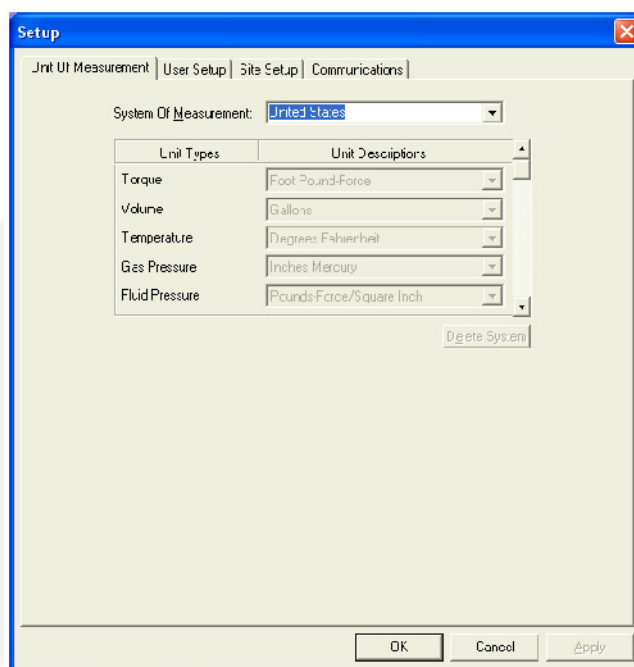 Setup
Unit Of Measurement User Setup Site Setup Communications
System Of Measurement: United States
Unit Types Unit Descriptions
Torque Foot Pound-Force
Volume Gallons
Temperature Degrees Fahrenheit
Gas Pressure Inches Mercury
Fluid Pressure Pounds-Force/Square Inch
Delete System
OK Cancel Apply